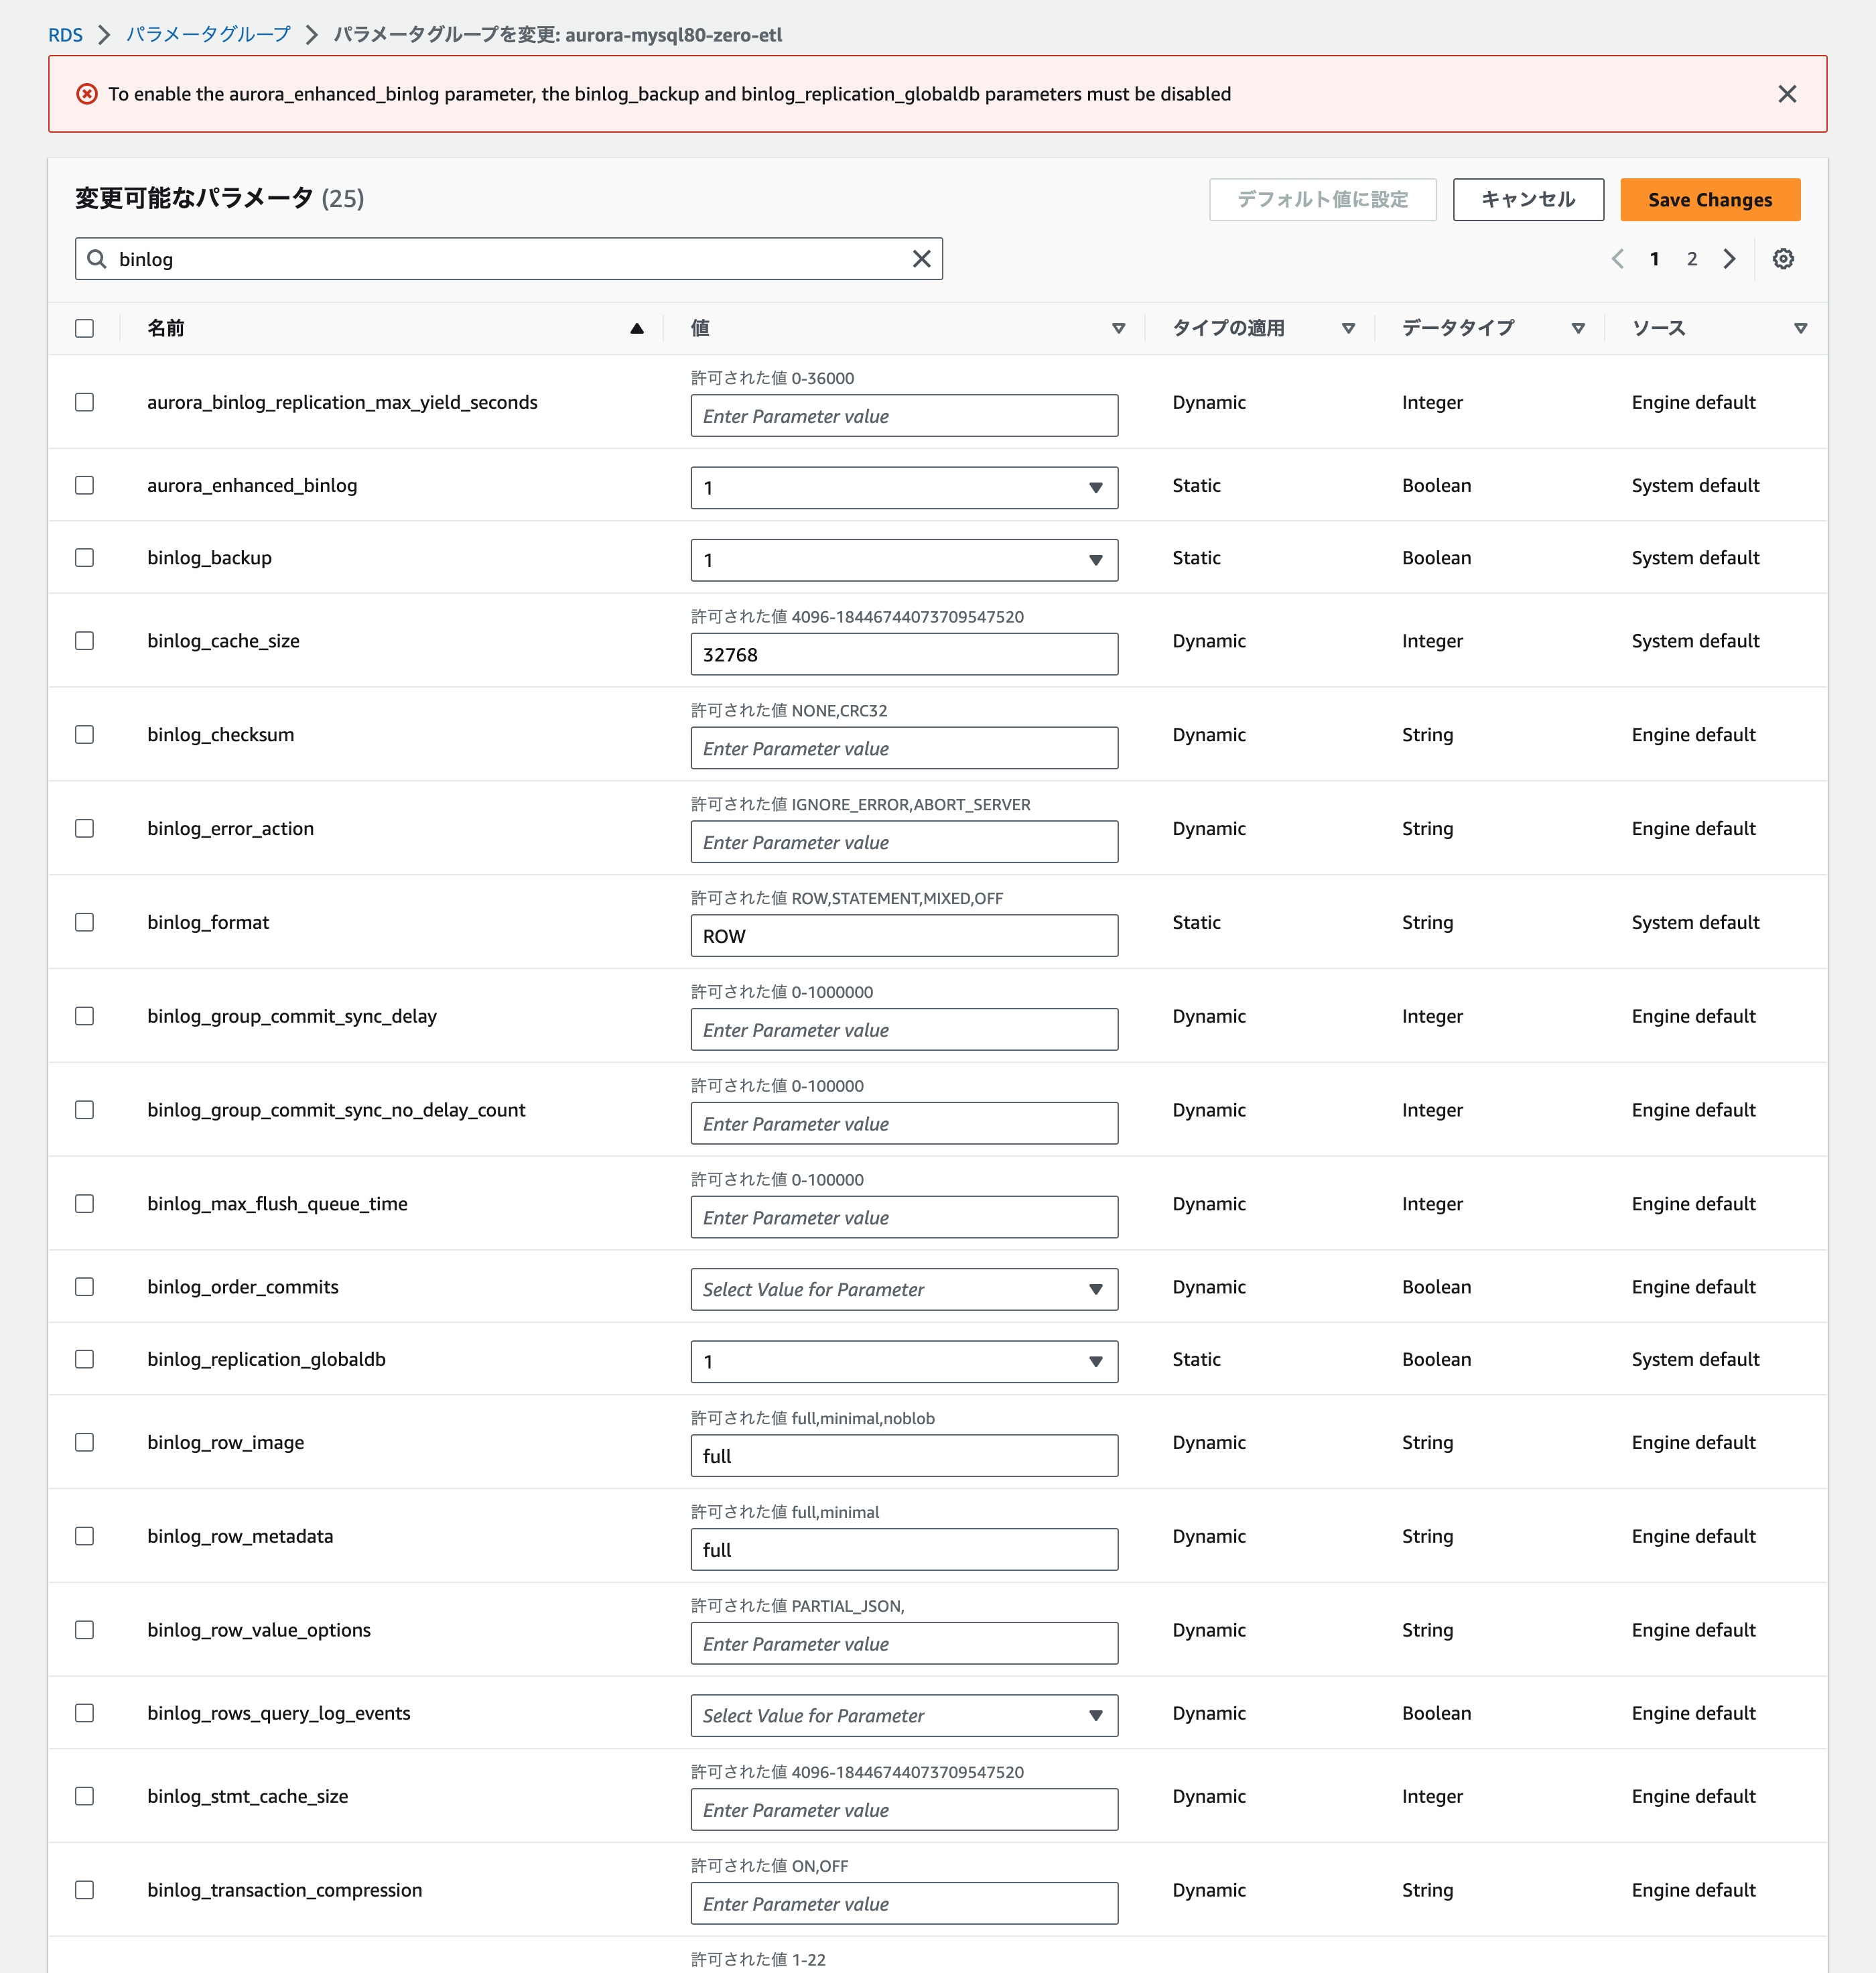 RDS パラメータグループ パラメータグループを変更: aurora-mysql80-zero-etl
To enable the aurora_enhanced_binlog parameter, the binlog_backup and binlog_replication_globaldb parameters must be disabled
変更可能なパラメータ (25) デフォルト値に設定 キャンセル Save Changes
binlog 1 2
名前 値 タイプの適用 データタイプ ソース
許可された値 0-36000
aurora_binlog_replication_max_yield_seconds Enter Parameter value Dynamic Integer Engine default
aurora_enhanced_binlog 1 Static Boolean System default
binlog_backup 1 Static Boolean System default
許可された値 4096-18446744073709547520
binlog_cache_size 32768 Dynamic Integer System default
許可された値 NONE,CRC32
binlog_checksum Enter Parameter value Dynamic String Engine default
許可された値 IGNORE_ERROR,ABORT_SERVER
binlog_error_action Enter Parameter value Dynamic String Engine default
許可された値 ROW,STATEMENT,MIXED,OFF
binlog_format ROW Static String System default
許可された値 0-1000000
binlog_group_commit_sync_delay Enter Parameter value Dynamic Integer Engine default
許可された値 0-100000
binlog_group_commit_sync_no_delay_count Enter Parameter value Dynamic Integer Engine default
許可された値 0-100000
binlog_max_flush_queue_time Enter Parameter value Dynamic Integer Engine default
binlog_order_commits Select Value for Parameter Dynamic Boolean Engine default
binlog_replication_globaldb 1 Static Boolean System default
許可された値 full,minimal,noblob
binlog_row_image full Dynamic String Engine default
許可された値 full,minimal
binlog_row_metadata full Dynamic String Engine default
許可された値 PARTIAL_JSON,
binlog_row_value_options Enter Parameter value Dynamic String Engine default
binlog_rows_query_log_events Select Value for Parameter Dynamic Boolean Engine default
許可された値 4096-18446744073709547520
binlog_stmt_cache_size Enter Parameter value Dynamic Integer Engine default
許可された値 ON,OFF
binlog_transaction_compression Enter Parameter value Dynamic String Engine default
許可された値 1-22